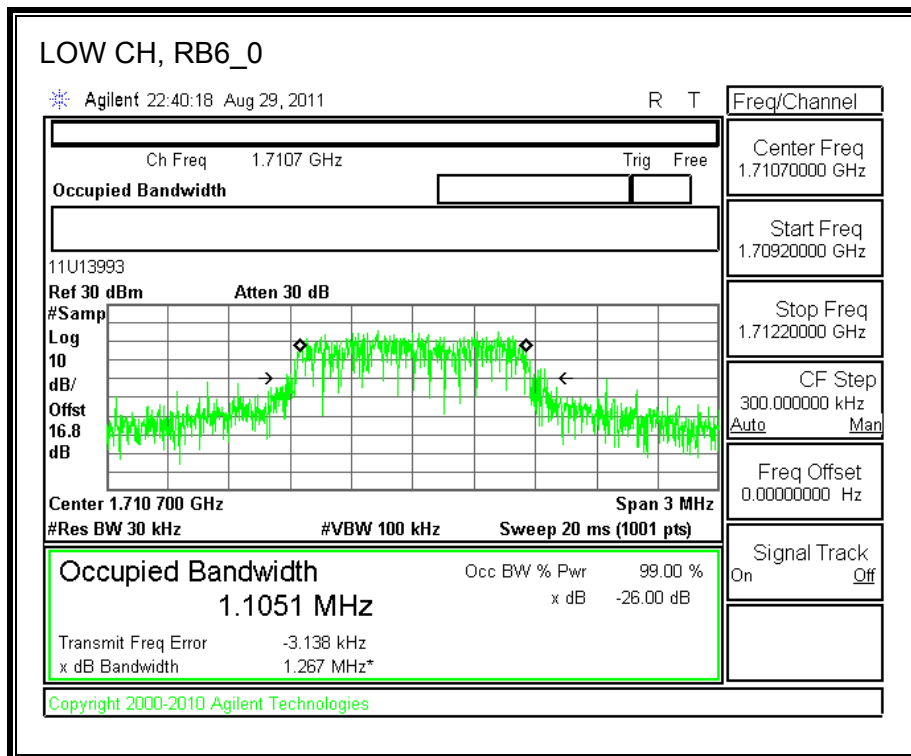 LOW CH, RB6_0
Agilent 22:40:18 Aug 29, 2011 R T
Ch Freq 1.7107 GHz Trig Free
Occupied Bandwidth
11U13993
Ref 30 dBm Atten 30 dB
#Samp
Log
10
dB/
Offst
16.8
dB
Center 1.710 700 GHz Span 3 MHz
#Res BW 30 kHz #VBW 100 kHz Sweep 20 ms (1001 pts)
Occupied Bandwidth Occ BW % Pwr 99.00 %
1.1051 MHz x dB -26.00 dB
Transmit Freq Error -3.138 kHz
x dB Bandwidth 1.267 MHz*
Copyright 2000-2010 Agilent Technologies
Freq/Channel
Center Freq
1.71070000 GHz
Start Freq
1.70920000 GHz
Stop Freq
1.71220000 GHz
CF Step
300.000000 kHz
Auto Man
Freq Offset
0.00000000 Hz
Signal Track
On Off